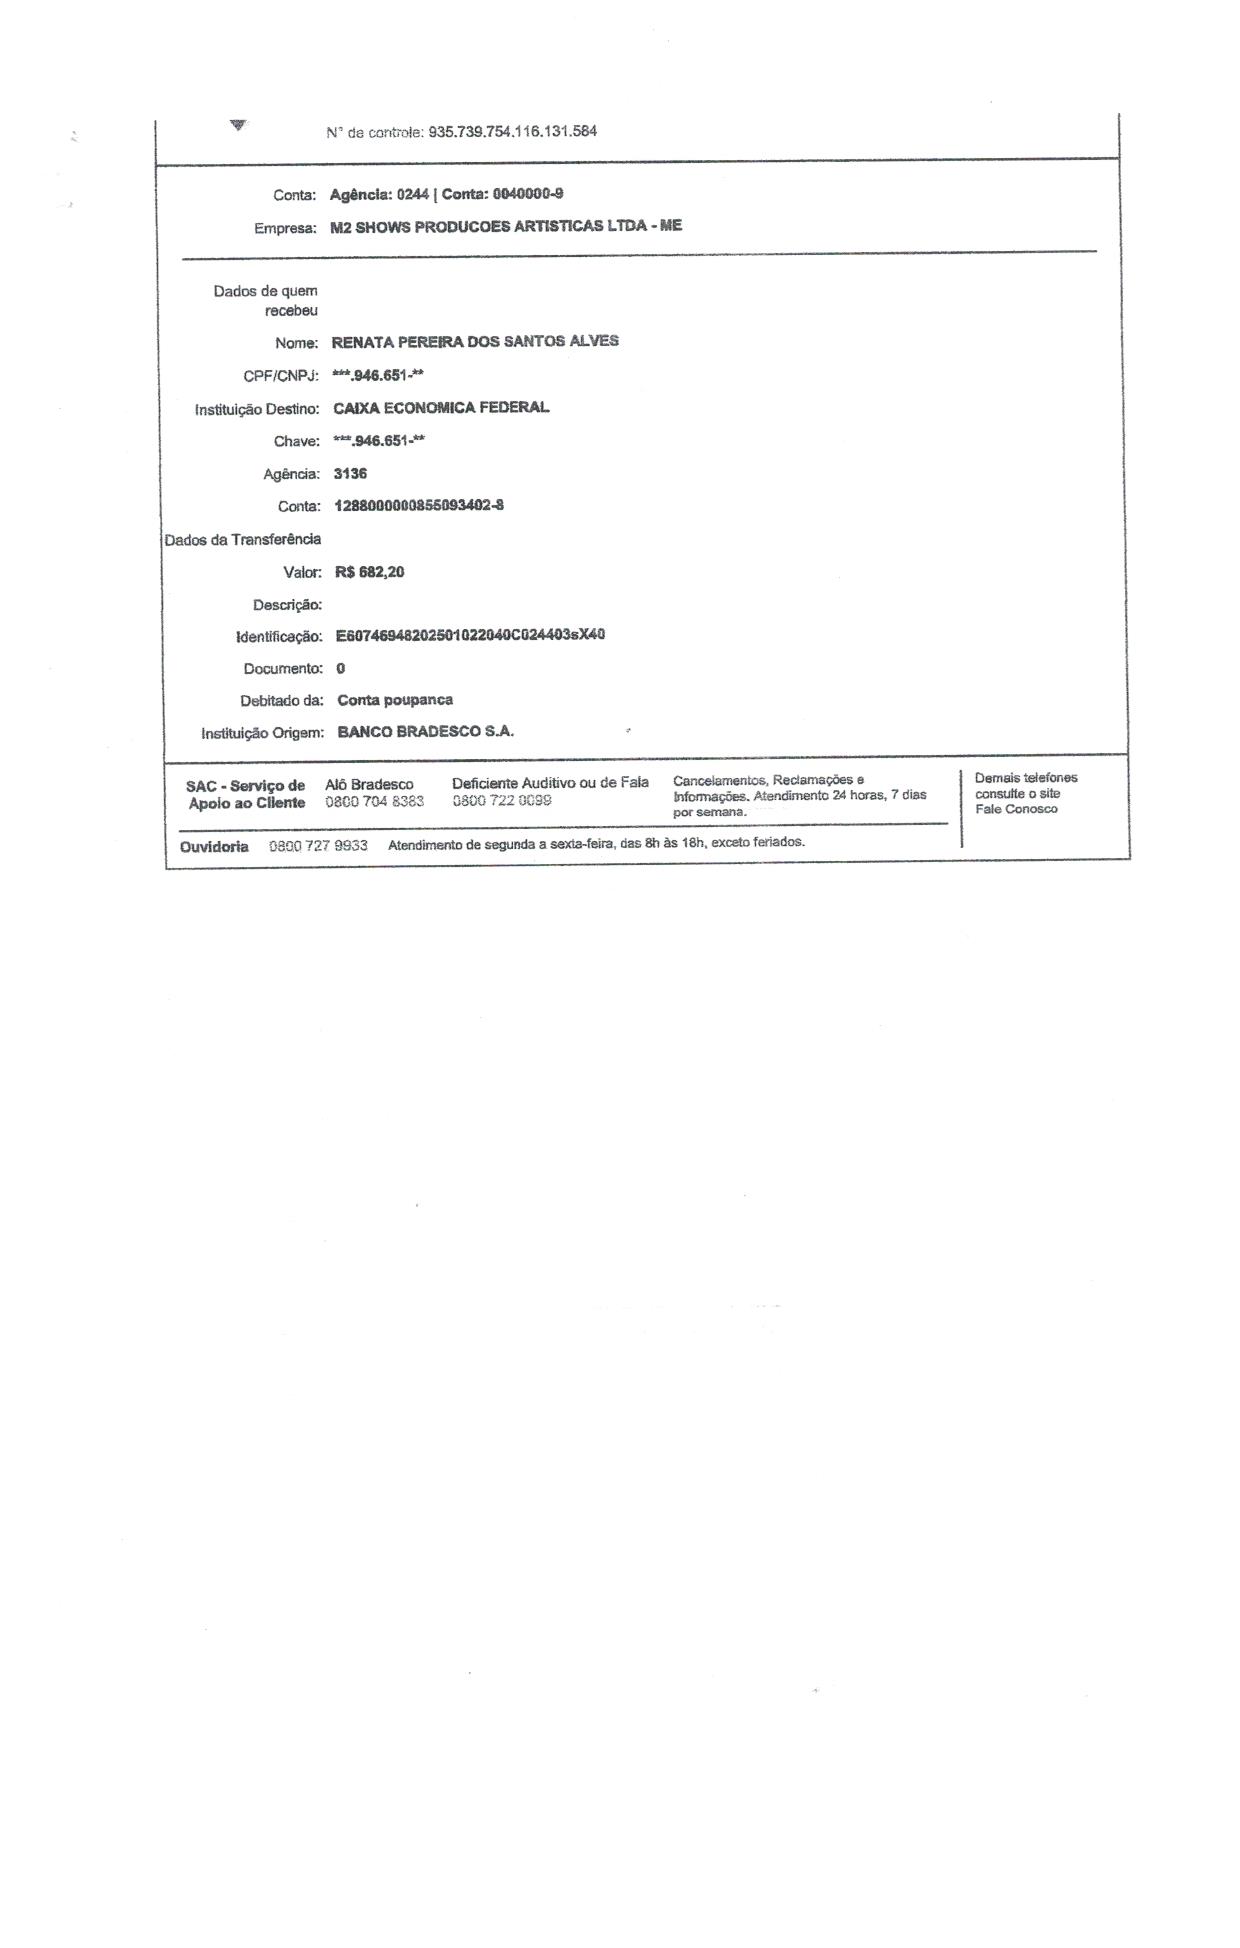 N° de controle: 935.739.754.116.131.584
Conta: Agência: 0244 | Conta: 0040000-9
Empresa: M2 SHOWS PRODUCOES ARTISTICAS LTDA - ME
Dados de quem
recebeu
Nome: RENATA PEREIRA DOS SANTOS ALVES
CPF/CNPJ: ***.946.651-**
Instituição Destino: CAIXA ECONOMICA FEDERAL
Chave: ***.946.651-**
Agência: 3136
Conta: 1288000000855093402-8
Dados da Transferência
Valor: R$ 682,20
Descrição:
Identificação: E60746948202501022040C024403sX40
Documento: 0
Debitado da: Conta poupanca
Instituição Origem: BANCO BRADESCO S.A.
SAC - Serviço de Apoio ao Cliente
Alô Bradesco
0800 704 8383
Deficiente Auditivo ou de Fala
0800 722 0099
Cancelamentos, Reclamações e
Informações. Atendimento 24 horas, 7 dias
por semana.
Demais telefones
consulte o site
Fale Conosco
Ouvidoria 0800 727 9933 Atendimento de segunda a sexta-feira, das 8h às 18h, exceto feriados.